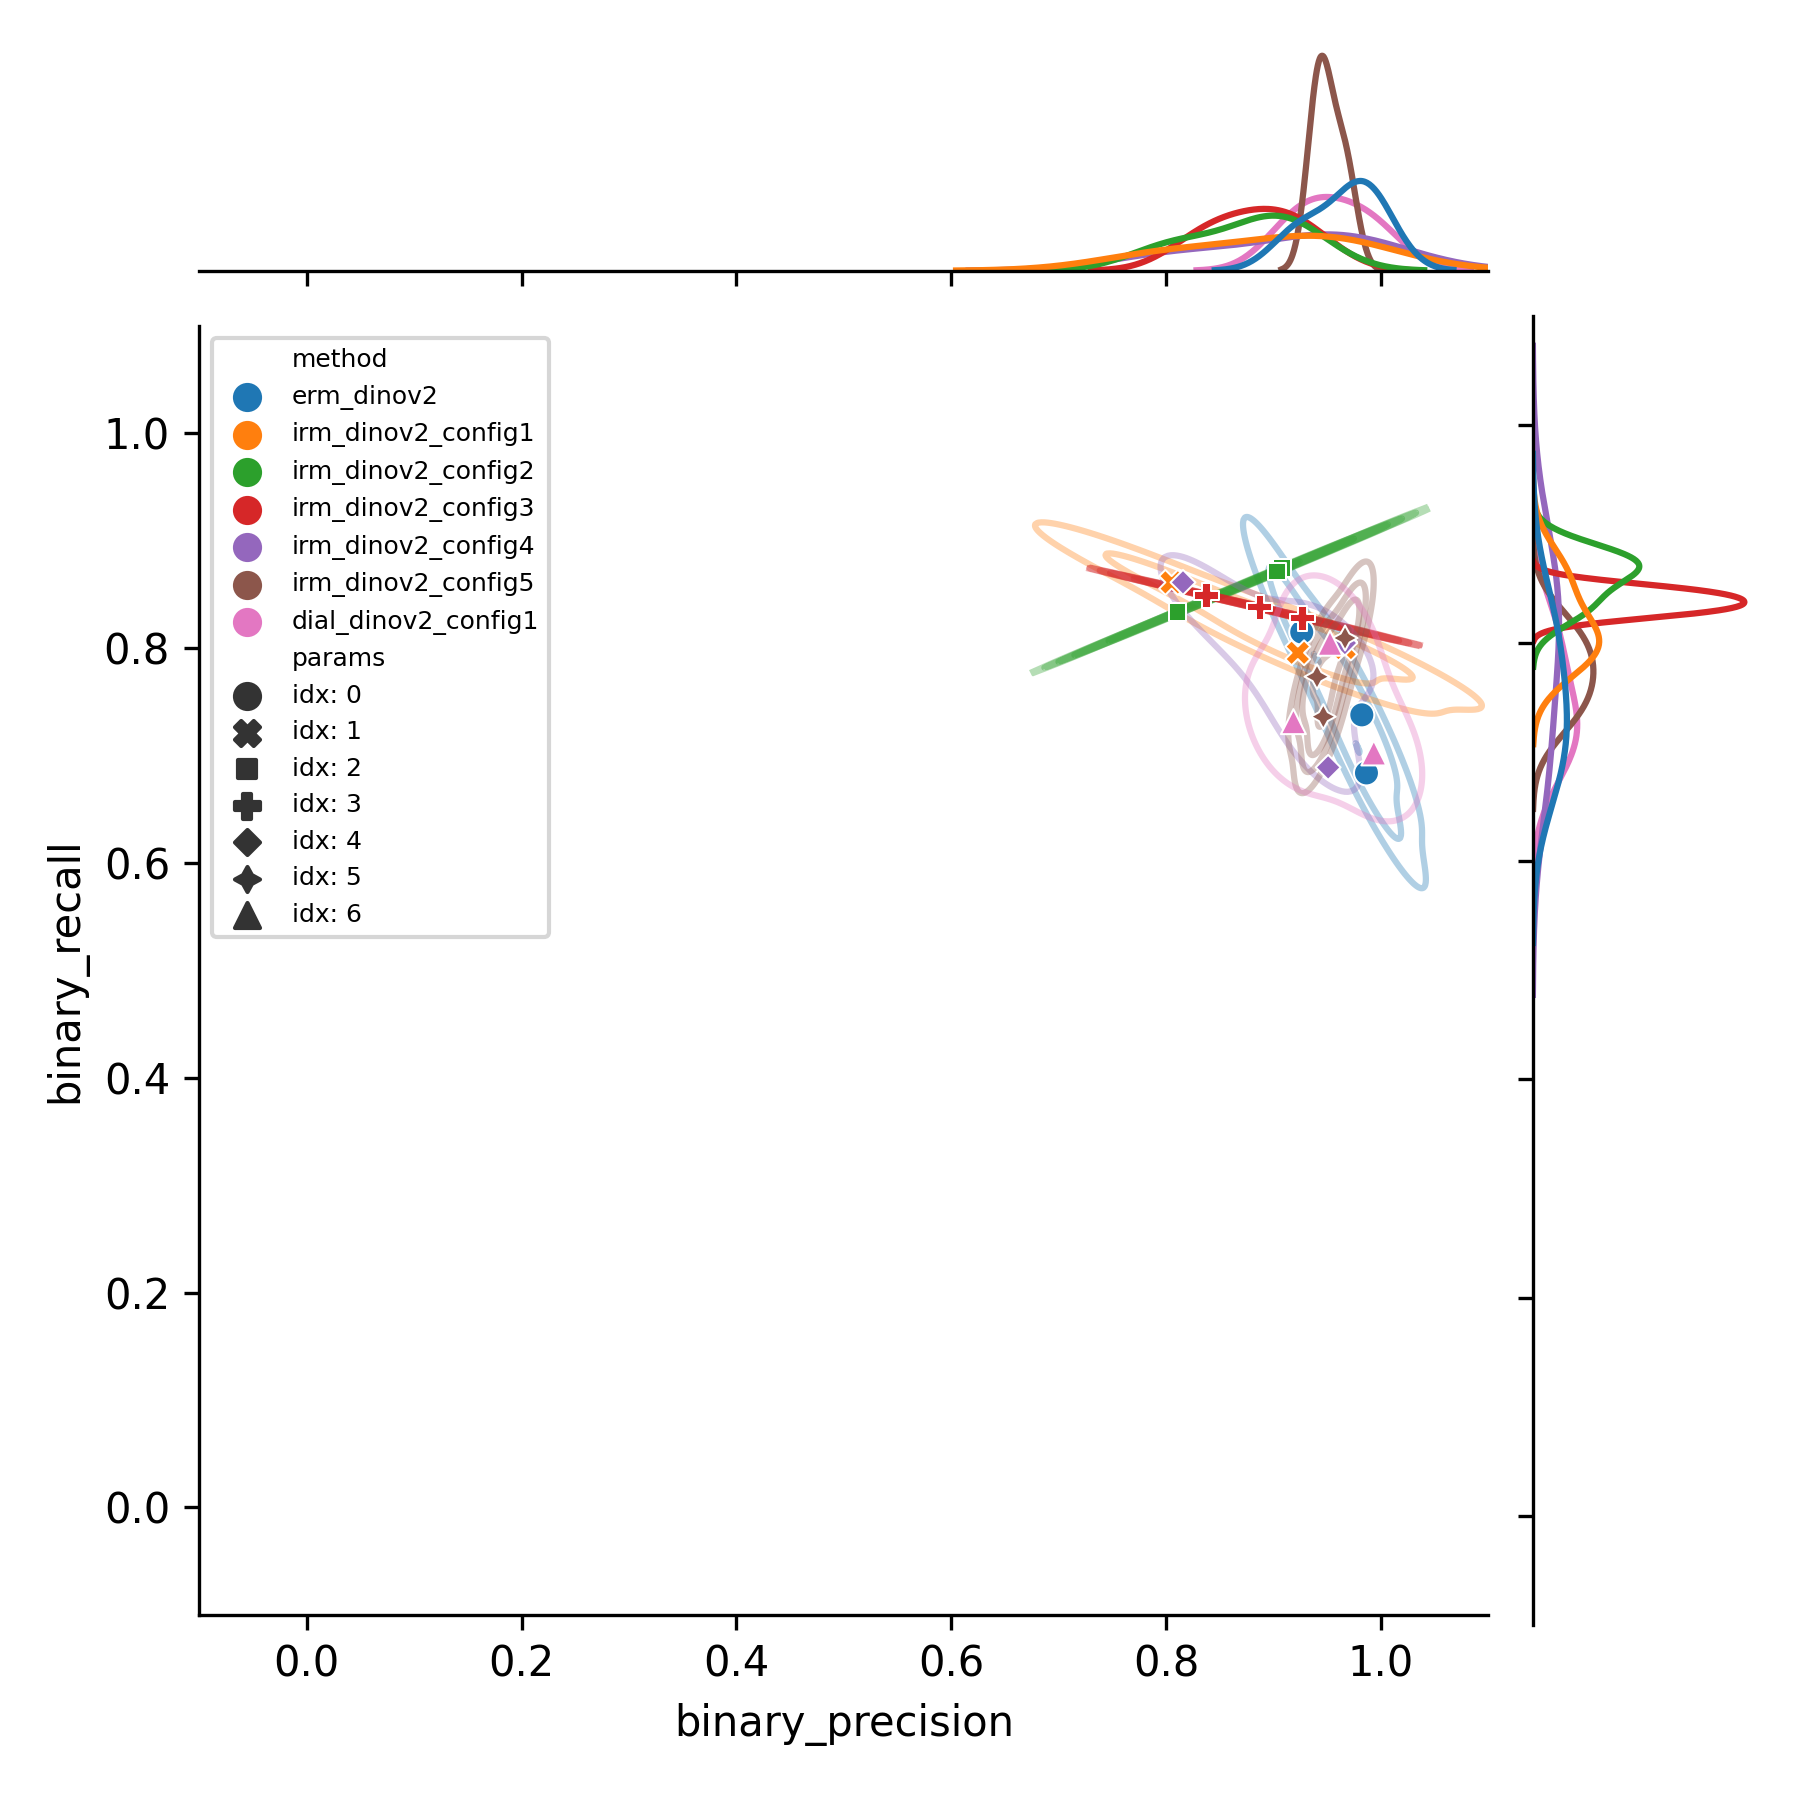 method
erm_dinov2
irm_dinov2_config1
irm_dinov2_config2
irm_dinov2_config3
irm_dinov2_config4
irm_dinov2_config5
dial_dinov2_config1
params
idx: 0
idx: 1
idx: 2
idx: 3
idx: 4
idx: 5
idx: 6
1.0
0.8
0.6
0.4
0.2
0.0
binary_recall
0.0 0.2 0.4 0.6 0.8 1.0
binary_precision